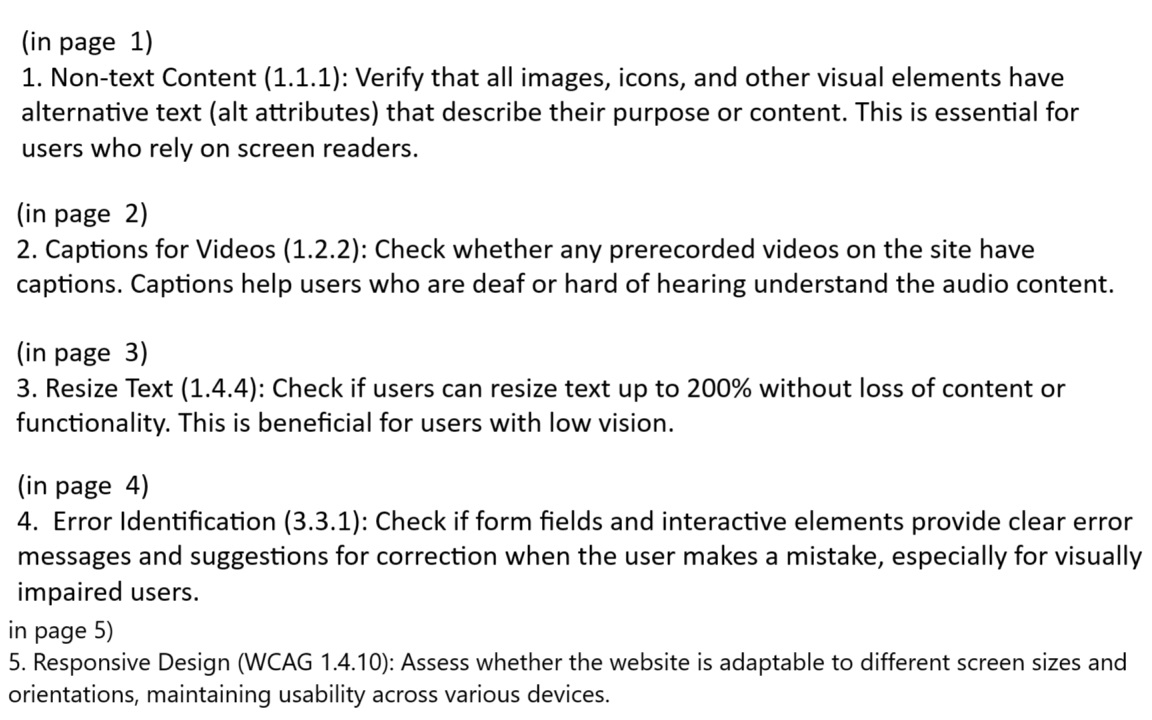 (in page  1)
1. Non-text Content (1.1.1): Verify that all images, icons, and other visual elements have
alternative text (alt attributes) that describe their purpose or content. This is essential for
users who rely on screen readers.
(in page  2)
2. Captions for Videos (1.2.2): Check whether any prerecorded videos on the site have
captions. Captions help users who are deaf or hard of hearing understand the audio content.
(in page  3)
3. Resize Text (1.4.4): Check if users can resize text up to 200% without loss of content or
functionality. This is beneficial for users with low vision.
(in page  4)
4.  Error Identification (3.3.1): Check if form fields and interactive elements provide clear error
messages and suggestions for correction when the user makes a mistake, especially for visually
impaired users.
in page 5)
5. Responsive Design (WCAG 1.4.10): Assess whether the website is adaptable to different screen sizes and
orientations, maintaining usability across various devices.